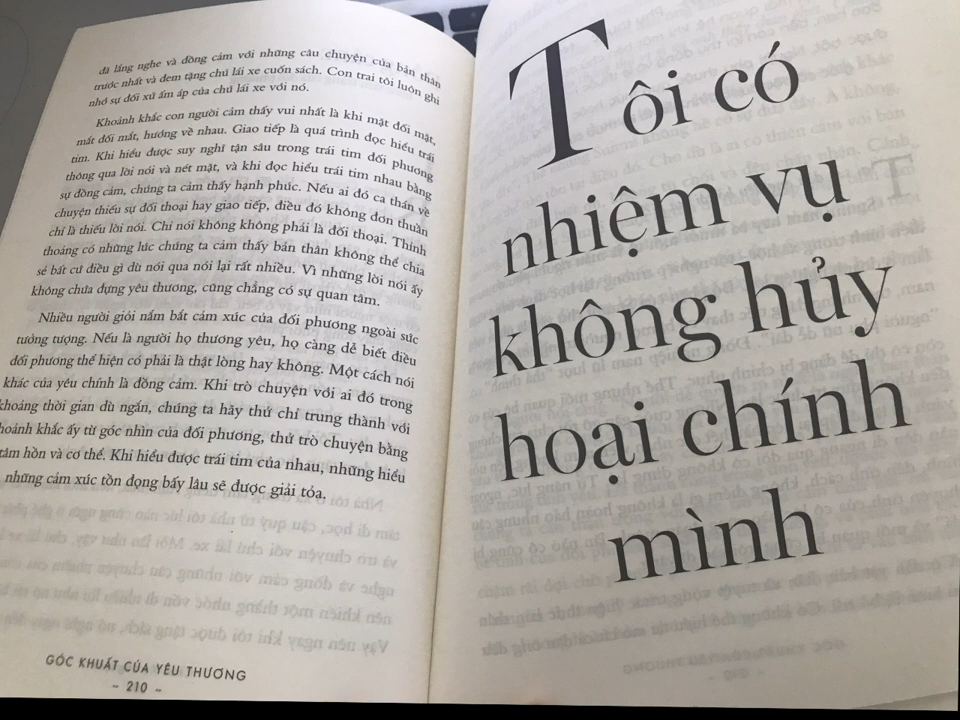 đã lắng nghe và đồng cảm với những câu chuyện của bản thân
trước nhất và đem tặng chú lái xe cuốn sách. Con trai tôi luôn ghi
nhớ sự đối xử ấm áp của chú lái xe với nó.
Khoảnh khắc con người cảm thấy vui nhất là khi mặt đối mặt,
mắt đối mắt, hướng về nhau. Giao tiếp là quá trình đọc hiểu trái
tim. Khi hiểu được suy nghĩ tận sâu trong trái tim đối phương
thông qua lời nói và nét mặt, và khi đọc hiểu trái tim nhau bằng
sự đồng cảm, chúng ta cảm thấy hạnh phúc. Nếu ai đó ca thán về
chuyện thiếu sự đối thoại hay giao tiếp, điều đó không đơn thuần
chỉ là thiếu lời nói. Chỉ nói không không phải là đối thoại. Thỉnh
thoảng có những lúc chúng ta cảm thấy bản thân không thể chia
sẻ bất cứ điều gì dù nói qua nói lại rất nhiều. Vì những lời nói ấy
không chứa đựng yêu thương, cũng chẳng có sự quan tâm.
Nhiều người giỏi nắm bắt cảm xúc của đối phương ngoài sức
tưởng tượng. Nếu là người họ thương yêu, họ càng dễ biết điều
đối phương thể hiện có phải là thật lòng hay không. Một cách nói
khác của yêu chính là đồng cảm. Khi trò chuyện với ai đó trong
khoảng thời gian dù ngắn, chúng ta hãy thử chỉ trung thành với
khoảnh khắc ấy từ góc nhìn của đối phương, thử trò chuyện bằng
tâm hồn và cơ thể. Khi hiểu được trái tim của nhau, những hiểu
những cảm xúc tồn đọng bấy lâu sẽ được giải tỏa.
GÓC KHUẤT CỦA YÊU THƯƠNG
- 210 -
Tôi có
nhiệm vụ
không hủy
hoại chính
mình